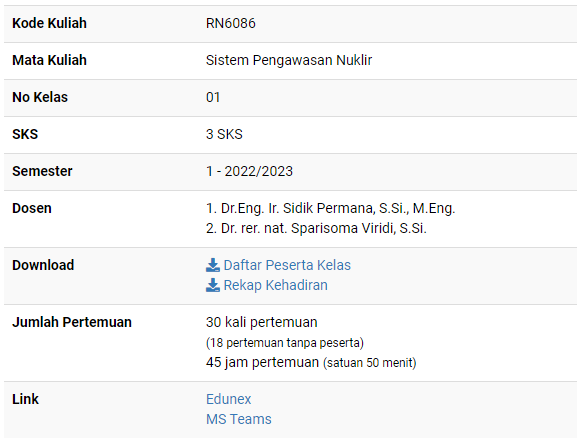 Kode Kuliah RN6086
Mata Kuliah Sistem Pengawasan Nuklir
No Kelas 01
SKS 3 SKS
Semester 1 - 2022/2023
Dosen 1. Dr.Eng. Ir. Sidik Permana, S.Si., M.Eng.
2. Dr. rer. nat. Sparisoma Viridi, S.Si.
Download Daftar Peserta Kelas
Rekap Kehadiran
Jumlah Pertemuan 30 kali pertemuan
(18 pertemuan tanpa peserta)
45 jam pertemuan (satuan 50 menit)
Link Edunex
MS Teams